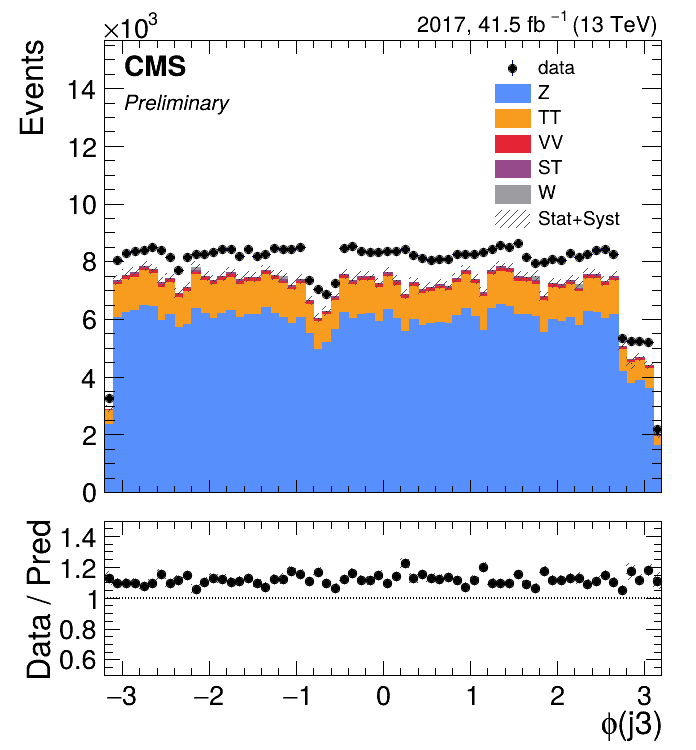 ×10³
2017, 41.5 fb ⁻¹ (13 TeV)
Events
CMS
Preliminary
data
Z
TT
VV
ST
W
Stat+Syst
14
12
10
8
6
4
2
0
Data / Pred
1.4
1.2
1
0.8
0.6
−3 −2 −1 0 1 2 3
ϕ(j3)